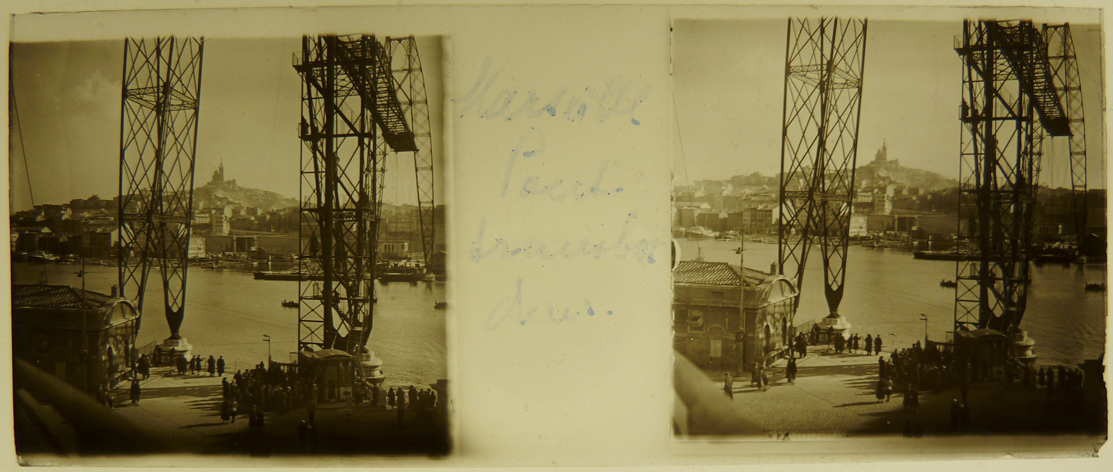 Marseille
Pont
transbor
deur.